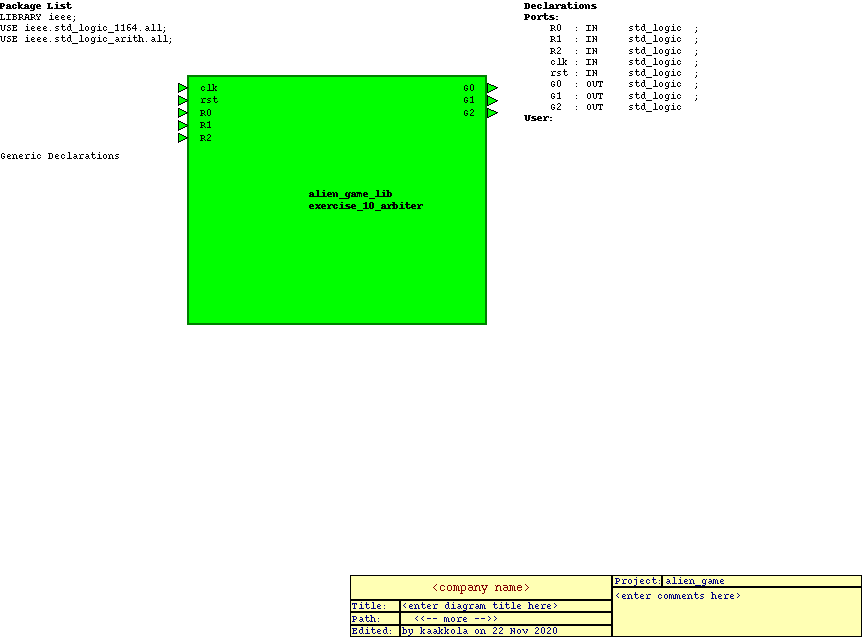 Package List
LIBRARY ieee;
USE ieee.std_logic_1164.all;
USE ieee.std_logic_arith.all;
Declarations
Ports:
R0 : IN std_logic ;
R1 : IN std_logic ;
R2 : IN std_logic ;
clk : IN std_logic ;
rst : IN std_logic ;
G0 : OUT std_logic ;
G1 : OUT std_logic ;
G2 : OUT std_logic
User:
clk G0
rst G1
R0 G2
R1
R2
Generic Declarations
alien_game_lib
exercise_10_arbiter
<company name>
Title: <enter diagram title here>
Path: <<-- more -->>
Edited: by kaakkola on 22 Nov 2020
Project: alien_game
<enter comments here>